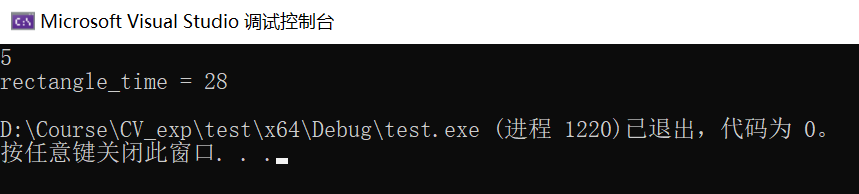 Microsoft Visual Studio 调试控制台
5
rectangle_time = 28
D:\Course\CV_exp\test\x64\Debug\test.exe (进程 1220)已退出，代码为 0。
按任意键关闭此窗口. . .